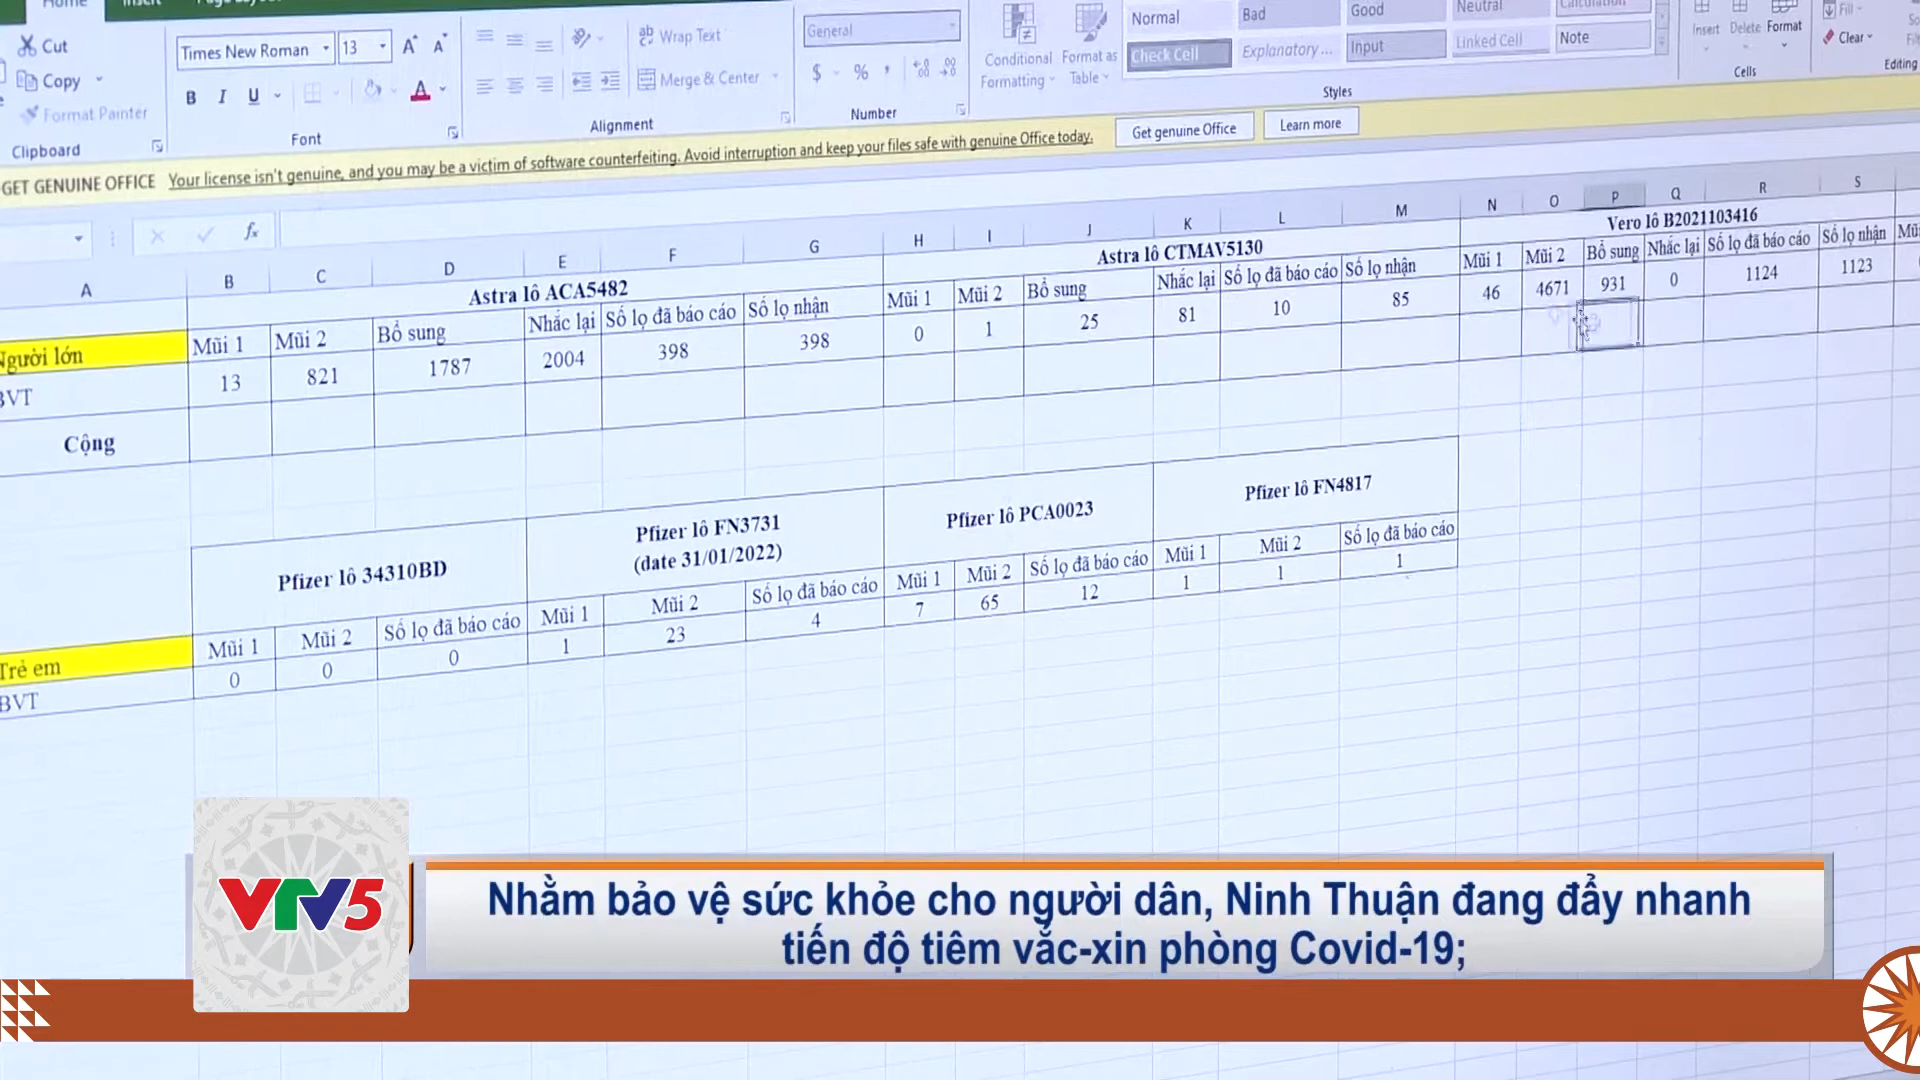 Home Insert
Cut
Copy
Format Painter
Clipboard
Times New Roman 13
B I U
Font
Wrap Text
Merge & Center
Alignment
General
$ % ,
Number
Conditional Formatting
Format as Table
Normal Bad Good Neutral Calculation
Check Cell Explanatory ... Input Linked Cell Note
Styles
Insert Delete Format
Cells
Fill
Clear
Editing
GET GENUINE OFFICE Your license isn't genuine, and you may be a victim of software counterfeiting. Avoid interruption and keep your files safe with genuine Office today. Get genuine Office Learn more
fx
A B C D E F G H I J K L M N O P Q R S
Astra lô ACA5482 Astra lô CTMAV5130 Vero lô B2021103416
Người lớn Mũi 1 Mũi 2 Bổ sung Nhắc lại Số lọ đã báo cáo Số lọ nhận Mũi 1 Mũi 2 Bổ sung Nhắc lại Số lọ đã báo cáo Số lọ nhận Mũi 1 Mũi 2 Bổ sung Nhắc lại Số lọ đã báo cáo Số lọ nhận
BVT 13 821 1787 2004 398 398 0 1 25 81 10 85 46 4671 931 0 1124 1123
Cộng
Pfizer lô 34310BD Pfizer lô FN3731 (date 31/01/2022) Pfizer lô PCA0023 Pfizer lô FN4817
Trẻ em Mũi 1 Mũi 2 Số lọ đã báo cáo Mũi 1 Mũi 2 Số lọ đã báo cáo Mũi 1 Mũi 2 Số lọ đã báo cáo Mũi 1 Mũi 2 Số lọ đã báo cáo
BVT 0 0 0 1 23 4 7 65 12 1 1 1
VTV5
Nhằm bảo vệ sức khỏe cho người dân, Ninh Thuận đang đẩy nhanh
tiến độ tiêm vắc-xin phòng Covid-19;